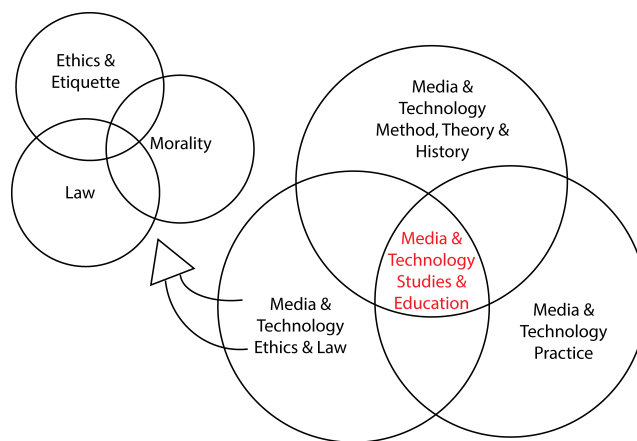 Ethics &
Etiquette
Morality
Law
Media &
Technology
Method, Theory &
History
Media &
Technology
Studies &
Education
Media &
Technology
Ethics & Law
Media &
Technology
Practice